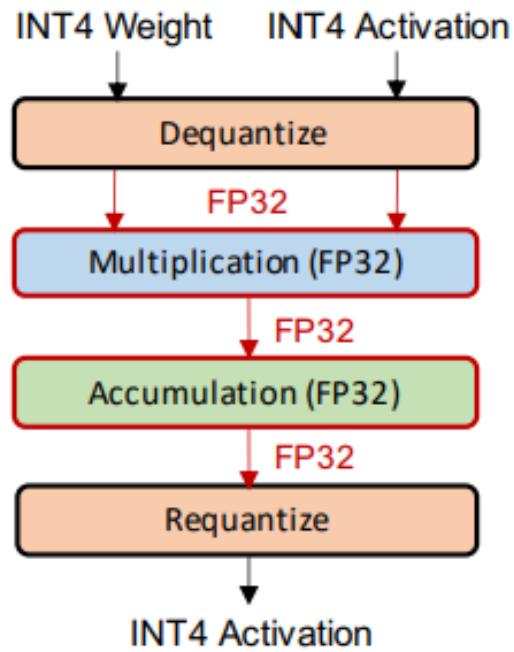 INT4 Weight INT4 Activation
Dequantize
FP32
Multiplication (FP32)
FP32
Accumulation (FP32)
FP32
Requantize
INT4 Activation